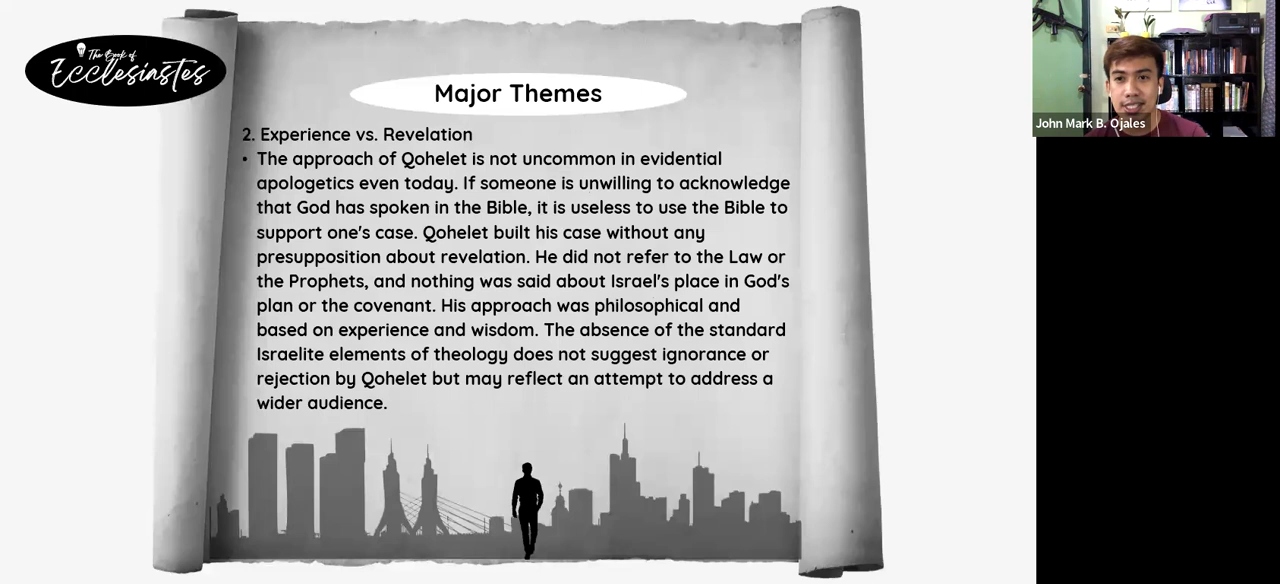 The Book of
Ecclesiastes
Major Themes
2. Experience vs. Revelation
• The approach of Qohelet is not uncommon in evidential
apologetics even today. If someone is unwilling to acknowledge
that God has spoken in the Bible, it is useless to use the Bible to
support one's case. Qohelet built his case without any
presupposition about revelation. He did not refer to the Law or
the Prophets, and nothing was said about Israel's place in God's
plan or the covenant. His approach was philosophical and
based on experience and wisdom. The absence of the standard
Israelite elements of theology does not suggest ignorance or
rejection by Qohelet but may reflect an attempt to address a
wider audience.
John Mark B. Ojales